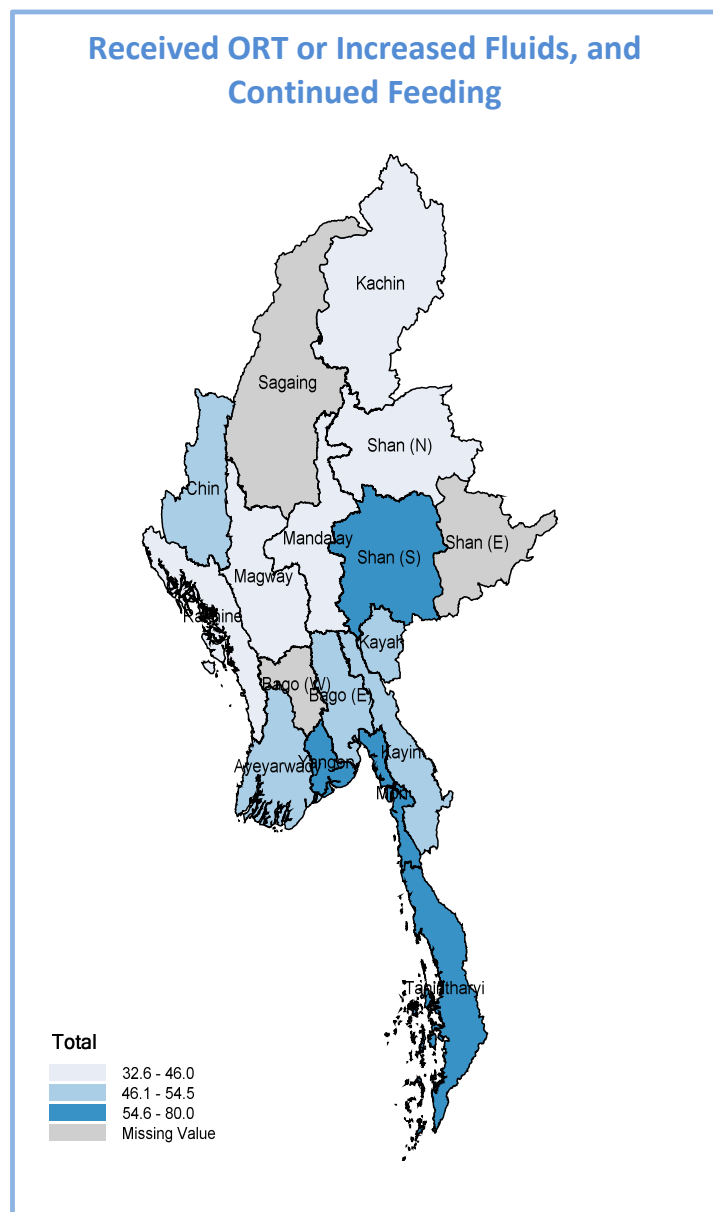 Received ORT or Increased Fluids, and
Continued Feeding
Kachin
Sagaing
Shan (N)
Chin
Mandalay
Shan (E)
Shan (S)
Magway
Rakhine
Kayah
Bago (W)
Bago (E)
Kayin
Ayeyarwady
Yangon
Mon
Tanintharyi
Total
32.6 - 46.0
46.1 - 54.5
54.6 - 80.0
Missing Value